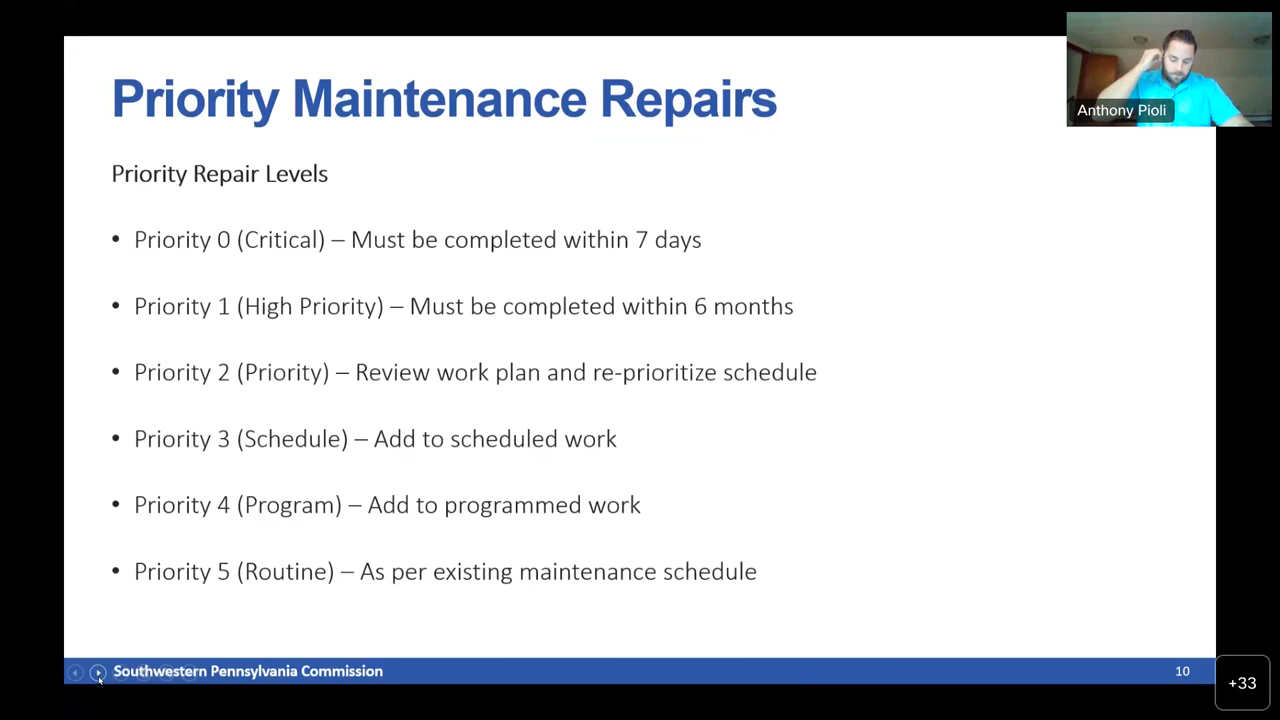 Priority Maintenance Repairs
Anthony Pioli
Priority Repair Levels
• Priority 0 (Critical) – Must be completed within 7 days
• Priority 1 (High Priority) – Must be completed within 6 months
• Priority 2 (Priority) – Review work plan and re-prioritize schedule
• Priority 3 (Schedule) – Add to scheduled work
• Priority 4 (Program) – Add to programmed work
• Priority 5 (Routine) – As per existing maintenance schedule
Southwestern Pennsylvania Commission
10
+33